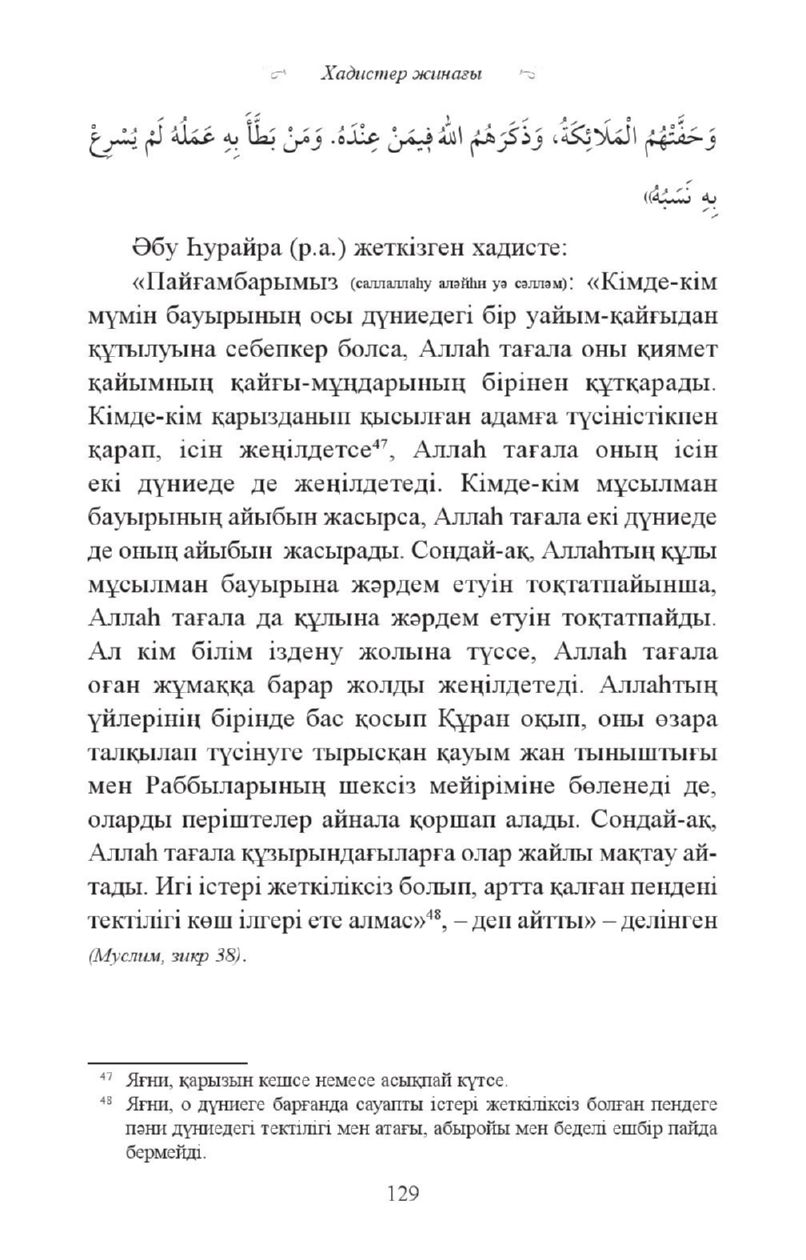 Хадистер жинағы
وَحَفَّتْهُمُ الْمَلَائِكَةُ، وَذَكَرَهُمُ اللهُ فِيمَنْ عِنْدَهُ. وَمَنْ بَطَّأَ بِهِ عَمَلُهُ لَمْ يُسْرِعْ
بِهِ نَسَبُهُ»
Әбу Һурайра (р.а.) жеткізген хадисте:
«Пайғамбарымыз (саллаллаһу аләйһи уә сәлләм): «Кімде-кім
мүмін бауырының осы дүниедегі бір уайым-қайғыдан
құтылуына себепкер болса, Аллаһ тағала оны қиямет
қайымның қайғы-мұңдарының бірінен құтқарады.
Кімде-кім қарызданып қысылған адамға түсіністікпен
қарап, ісін жеңілдетсе⁴⁷, Аллаһ тағала оның ісін
екі дүниеде де жеңілдетеді. Кімде-кім мұсылман
бауырының айыбын жасырса, Аллаһ тағала екі дүниеде
де оның айыбын жасырады. Сондай-ақ, Аллаһтың құлы
мұсылман бауырына жәрдем етуін тоқтатпайынша,
Аллаһ тағала да құлына жәрдем етуін тоқтатпайды.
Ал кім білім іздену жолына түссе, Аллаһ тағала
оған жұмаққа барар жолды жеңілдетеді. Аллаһтың
үйлерінің бірінде бас қосып Құран оқып, оны өзара
талқылап түсінуге тырысқан қауым жан тыныштығы
мен Раббыларының шексіз мейіріміне бөленеді де,
оларды періштелер айнала қоршап алады. Сондай-ақ,
Аллаһ тағала құзырындағыларға олар жайлы мақтау ай-
тады. Игі істері жеткіліксіз болып, артта қалған пендені
тектілігі көш ілгері ете алмас»⁴⁸, – деп айтты» – делінген
(Муслим, зикр 38).
⁴⁷ Яғни, қарызын кешсе немесе асықпай күтсе.
⁴⁸ Яғни, о дүниеге барғанда сауапты істері жеткіліксіз болған пендеге
пәни дүниедегі тектілігі мен атағы, абыройы мен беделі ешбір пайда
бермейді.
129